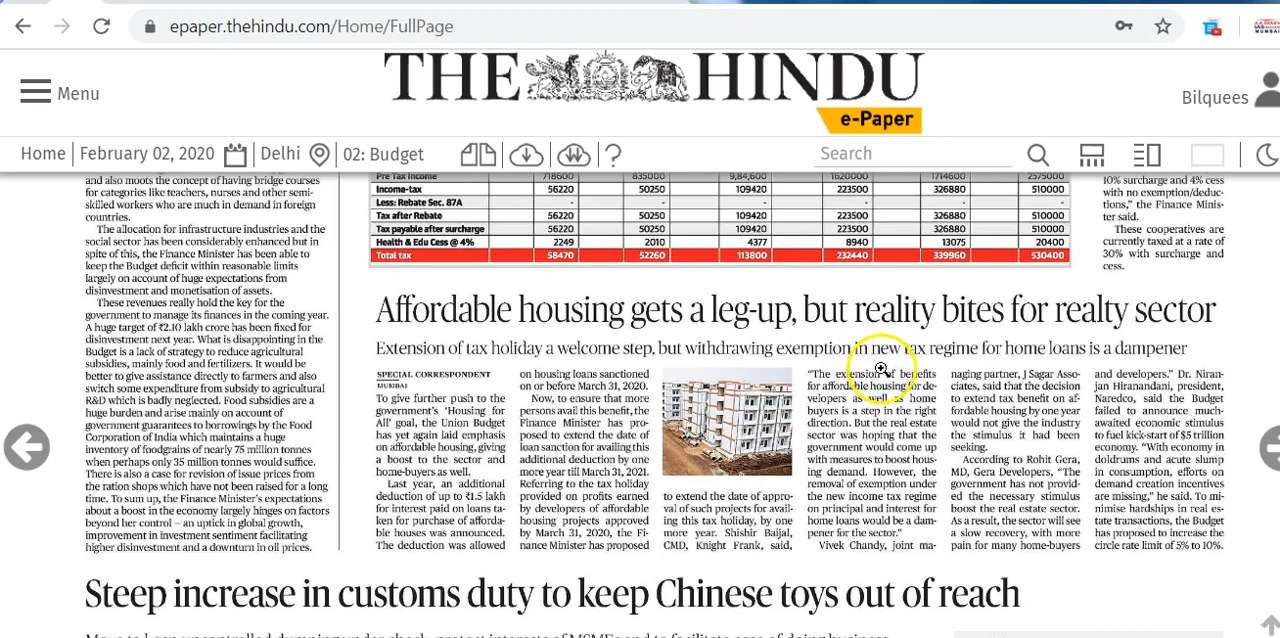 epaper.thehindu.com/Home/FullPage
Menu
THE HINDU
e-Paper
Bilquees
Home
February 02, 2020
Delhi
02: Budget
?
Search
and also moots the concept of having bridge courses
for categories like teachers, nurses and other semi-
skilled workers who are much in demand in foreign
countries.
The allocation for infrastructure industries and the
social sector has been considerably enhanced but in
spite of this, the Finance Minister has been able to
keep the Budget deficit within reasonable limits
largely on account of huge expectations from
disinvestment and monetisation of assets.
These revenues really hold the key for the
government to manage its finances in the coming year.
A huge target of ₹2.10 lakh crore has been fixed for
disinvestment next year. What is disappointing in the
Budget is a lack of strategy to reduce agricultural
subsidies, mainly food and fertilizers. It would be
better to give assistance directly to farmers and also
switch some expenditure from subsidy to agricultural
R&D which is badly neglected. Food subsidies are a
huge burden and arise mainly on account of
government guarantees to borrowings by the Food
Corporation of India which maintains a huge
inventory of foodgrains of nearly 75 million tonnes
when perhaps only 35 million tonnes would suffice.
There is also a case for revision of issue prices from
the ration shops which have not been raised for a long
time. To sum up, the Finance Minister's expectations
about a boost in the economy largely hinges on factors
beyond her control – an uptick in global growth,
improvement in investment sentiment facilitating
higher disinvestment and a downturn in oil prices.
Pre Tax Income 718600 835000 9,84,600 1620000 1714600 2575000
Income-tax 56220 50250 109420 223500 326880 510000
Less: Rebate Sec. 87A - - - - - -
Tax after Rebate 56220 50250 109420 223500 326880 510000
Tax payable after surcharge 56220 50250 109420 223500 326880 510000
Health & Edu Cess @ 4% 2249 2010 4377 8940 13075 20400
Total tax 58470 52260 113800 232440 339960 530400
10% surcharge and 4% cess
with no exemption/deduc-
tions,” the Finance Minis-
ter said.
These cooperatives are
currently taxed at a rate of
30% with surcharge and
cess.
Affordable housing gets a leg-up, but reality bites for realty sector
Extension of tax holiday a welcome step, but withdrawing exemption in new tax regime for home loans is a dampener
SPECIAL CORRESPONDENT
MUMBAI
To give further push to the
government's ‘Housing for
All’ goal, the Union Budget
has yet again laid emphasis
on affordable housing, giving
a boost to the sector and
home-buyers as well.
Last year, an additional
deduction of up to ₹1.5 lakh
for interest paid on loans ta-
ken for purchase of afforda-
ble houses was announced.
The deduction was allowed
on housing loans sanctioned
on or before March 31, 2020.
Now, to ensure that more
persons avail this benefit, the
Finance Minister has pro-
posed to extend the date of
loan sanction for availing this
additional deduction by one
more year till March 31, 2021.
Referring to the tax holiday
provided on profits earned
by developers of affordable
housing projects approved
by March 31, 2020, the Fi-
nance Minister has proposed
to extend the date of appro-
val of such projects for avail-
ing this tax holiday, by one
more year. Shishir Baijal,
CMD, Knight Frank, said,
“The extension of benefits
for affordable housing for de-
velopers as well as home
buyers is a step in the right
direction. But the real estate
sector was hoping that the
government would come up
with measures to boost hous-
ing demand. However, the
removal of exemption under
the new income tax regime
on principal and interest for
home loans would be a dam-
pener for the sector.”
Vivek Chandy, joint ma-
naging partner, J Sagar Asso-
ciates, said that the decision
to extend tax benefit on af-
fordable housing by one year
would not give the industry
the stimulus it had been
seeking.
According to Rohit Gera,
MD, Gera Developers, “The
government has not provid-
ed the necessary stimulus
boost the real estate sector.
As a result, the sector will see
a slow recovery, with more
pain for many home-buyers
and developers.” Dr. Niran-
jan Hiranandani, president,
Naredco, said the Budget
failed to announce much-
awaited economic stimulus
to fuel kick-start of $5 trillion
economy. “With economy in
doldrums and acute slump
in consumption, efforts on
demand creation incentives
are missing,” he said. To mi-
nimise hardships in real es-
tate transactions, the Budget
has proposed to increase the
circle rate limit of 5% to 10%.
Steep increase in customs duty to keep Chinese toys out of reach